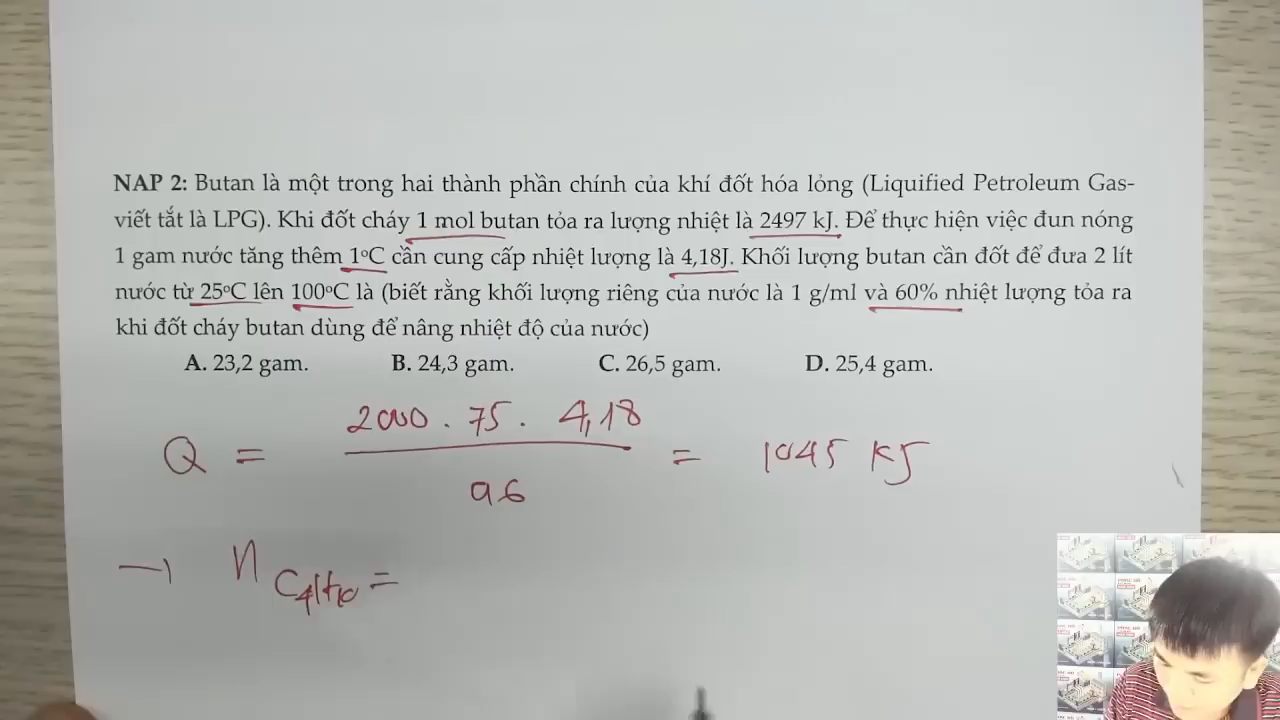 NAP 2: Butan là một trong hai thành phần chính của khí đốt hóa lỏng (Liquified Petroleum Gas-
viết tắt là LPG). Khi đốt cháy 1 mol butan tỏa ra lượng nhiệt là 2497 kJ. Để thực hiện việc đun nóng
1 gam nước tăng thêm 1°C cần cung cấp nhiệt lượng là 4,18J. Khối lượng butan cần đốt để đưa 2 lít
nước từ 25°C lên 100°C là (biết rằng khối lượng riêng của nước là 1 g/ml và 60% nhiệt lượng tỏa ra
khi đốt cháy butan dùng để nâng nhiệt độ của nước)
A. 23,2 gam. B. 24,3 gam. C. 26,5 gam. D. 25,4 gam.
2000 . 75 . 4,18
Q = = 1045 KJ
0,6
→ n C4H10 =